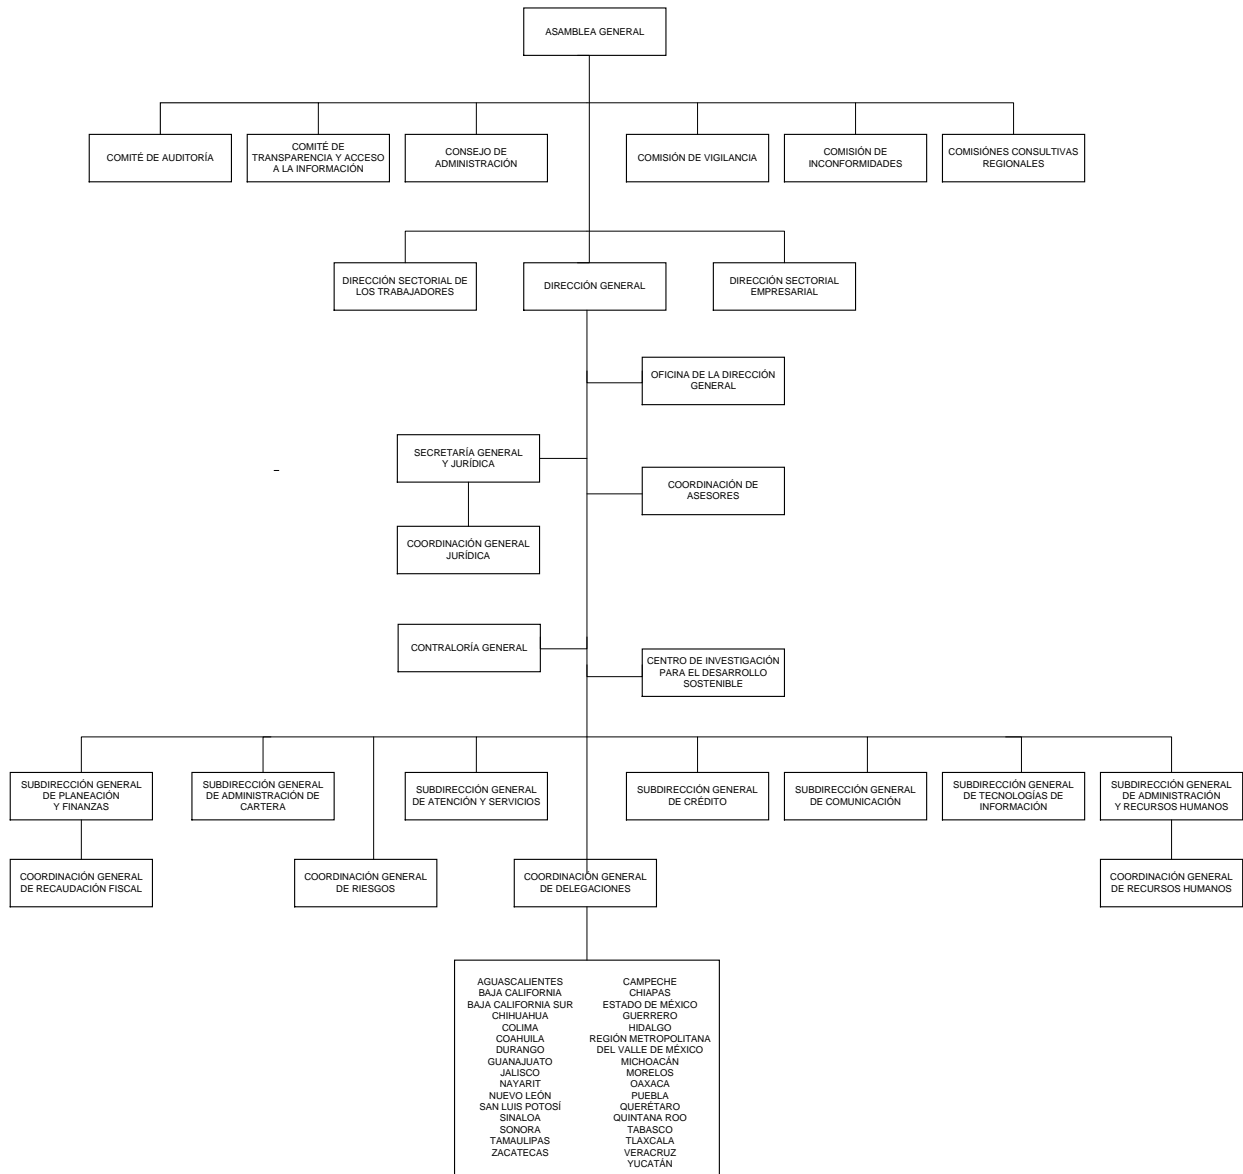 ASAMBLEA GENERAL
COMITÉ DE AUDITORÍA
COMITÉ DE
TRANSPARENCIA Y ACCESO
A LA INFORMACIÓN
CONSEJO DE
ADMINISTRACIÓN
COMISIÓN DE VIGILANCIA
COMISIÓN DE
INCONFORMIDADES
COMISIÓNES CONSULTIVAS
REGIONALES
DIRECCIÓN SECTORIAL DE
LOS TRABAJADORES
DIRECCIÓN GENERAL
DIRECCIÓN SECTORIAL
EMPRESARIAL
OFICINA DE LA DIRECCIÓN
GENERAL
SECRETARÍA GENERAL
Y JURÍDICA
COORDINACIÓN DE
ASESORES
COORDINACIÓN GENERAL
JURÍDICA
CONTRALORÍA GENERAL
CENTRO DE INVESTIGACIÓN
PARA EL DESARROLLO
SOSTENIBLE
SUBDIRECCIÓN GENERAL
DE PLANEACIÓN
Y FINANZAS
SUBDIRECCIÓN GENERAL
DE ADMINISTRACIÓN DE
CARTERA
SUBDIRECCIÓN GENERAL
DE ATENCIÓN Y SERVICIOS
SUBDIRECCIÓN GENERAL
DE CRÉDITO
SUBDIRECCIÓN GENERAL
DE COMUNICACIÓN
SUBDIRECCIÓN GENERAL
DE TECNOLOGÍAS DE
INFORMACIÓN
SUBDIRECCIÓN GENERAL
DE ADMINISTRACIÓN
Y RECURSOS HUMANOS
COORDINACIÓN GENERAL
DE RECAUDACIÓN FISCAL
COORDINACIÓN GENERAL
DE RIESGOS
COORDINACIÓN GENERAL
DE DELEGACIONES
COORDINACIÓN GENERAL
DE RECURSOS HUMANOS
AGUASCALIENTES
BAJA CALIFORNIA
BAJA CALIFORNIA SUR
CHIHUAHUA
COLIMA
COAHUILA
DURANGO
GUANAJUATO
JALISCO
NAYARIT
NUEVO LEÓN
SAN LUIS POTOSÍ
SINALOA
SONORA
TAMAULIPAS
ZACATECAS
CAMPECHE
CHIAPAS
ESTADO DE MÉXICO
GUERRERO
HIDALGO
REGIÓN METROPOLITANA
DEL VALLE DE MÉXICO
MICHOACÁN
MORELOS
OAXACA
PUEBLA
QUERÉTARO
QUINTANA ROO
TABASCO
TLAXCALA
VERACRUZ
YUCATÁN